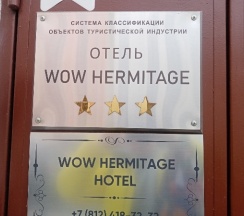 СИСТЕМА КЛАССИФИКАЦИИ
ОБЪЕКТОВ ТУРИСТИЧЕСКОЙ ИНДУСТРИИ
ОТЕЛЬ
WOW HERMITAGE
WOW HERMITAGE
HOTEL
+7 (812)